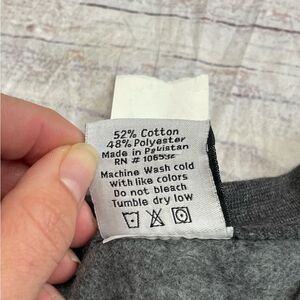 52% Cotton
48% Polyester
Made in Pakistan
RN #
Machine Wash cold
with like colors
Do not bleach
Tumble dry low